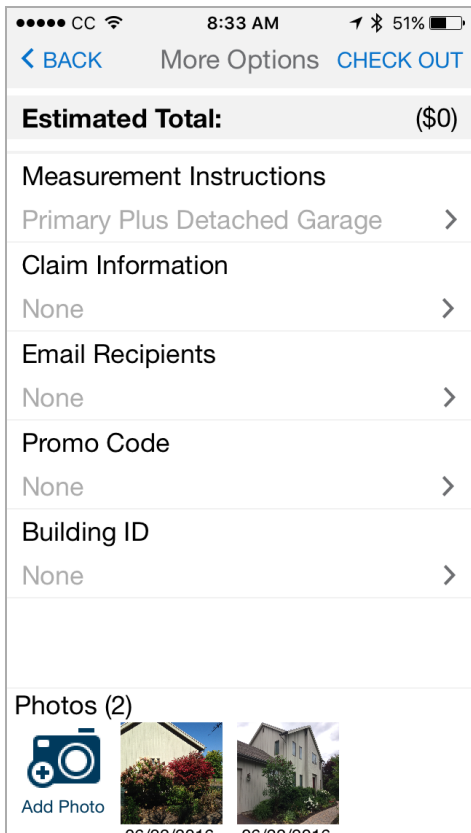 CC 8:33 AM 51%
BACK More Options CHECK OUT
Estimated Total: ($0)
Measurement Instructions
Primary Plus Detached Garage
Claim Information
None
Email Recipients
None
Promo Code
None
Building ID
None
Photos (2)
Add Photo